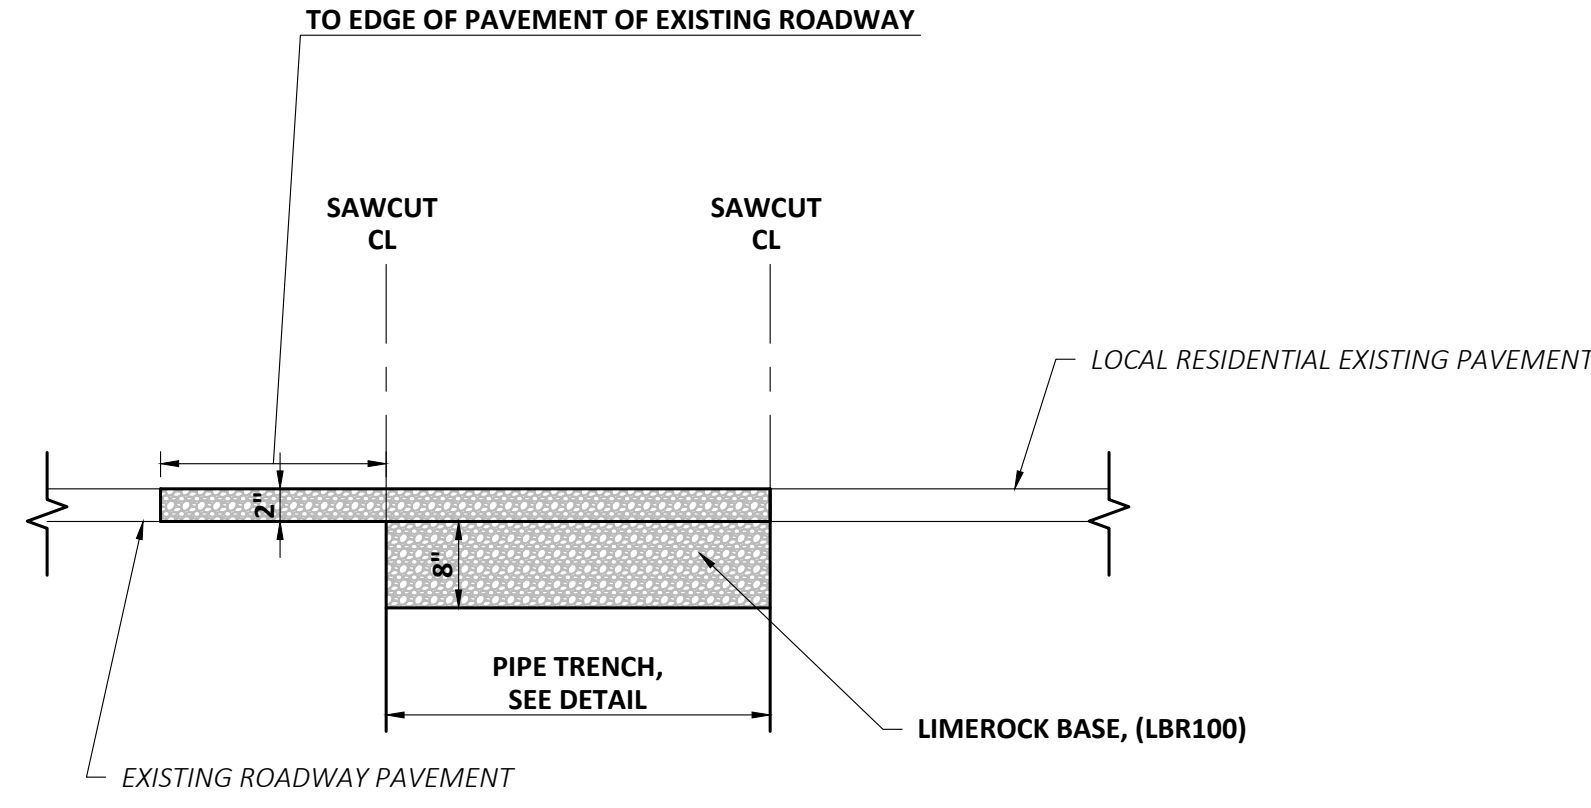 TO EDGE OF PAVEMENT OF EXISTING ROADWAY
SAWCUT
CL
SAWCUT
CL
LOCAL RESIDENTIAL EXISTING PAVEMENT
2"
8"
PIPE TRENCH,
SEE DETAIL
LIMEROCK BASE, (LBR100)
EXISTING ROADWAY PAVEMENT